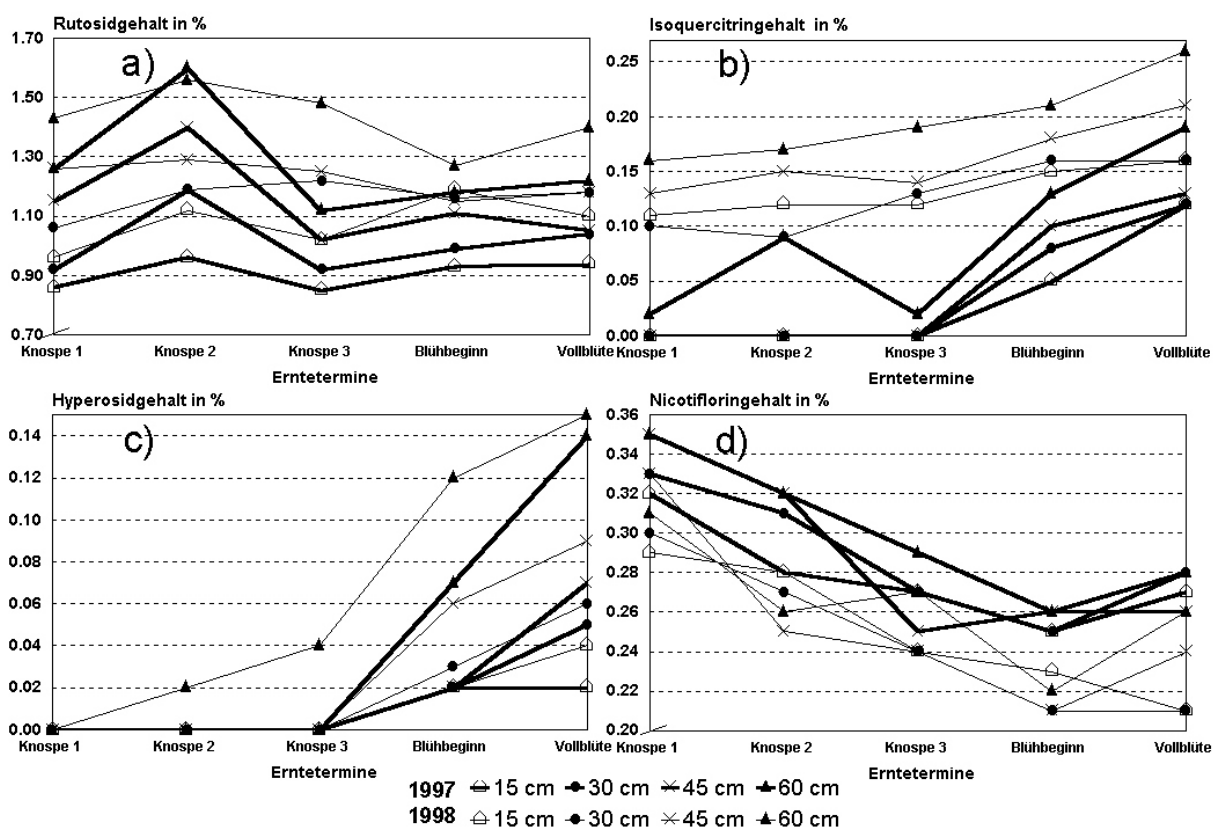 Rutosidgehalt in %
a)
1.70
1.50
1.30
1.10
0.90
0.70
Knospe 1 Knospe 2 Knospe 3 Blühbeginn Vollblüte
Erntetermine
Isoquercitringehalt in %
b)
0.25
0.20
0.15
0.10
0.05
0.00
Knospe 1 Knospe 2 Knospe 3 Blühbeginn Vollblüte
Erntetermine
Hyperosidgehalt in %
c)
0.14
0.12
0.10
0.08
0.06
0.04
0.02
0.00
Knospe 1 Knospe 2 Knospe 3 Blühbeginn Vollblüte
Erntetermine
Nicotifloringehalt in %
d)
0.36
0.34
0.32
0.30
0.28
0.26
0.24
0.22
0.20
Knospe 1 Knospe 2 Knospe 3 Blühbeginn Vollblüte
Erntetermine
1997 15 cm 30 cm 45 cm 60 cm
1998 15 cm 30 cm 45 cm 60 cm